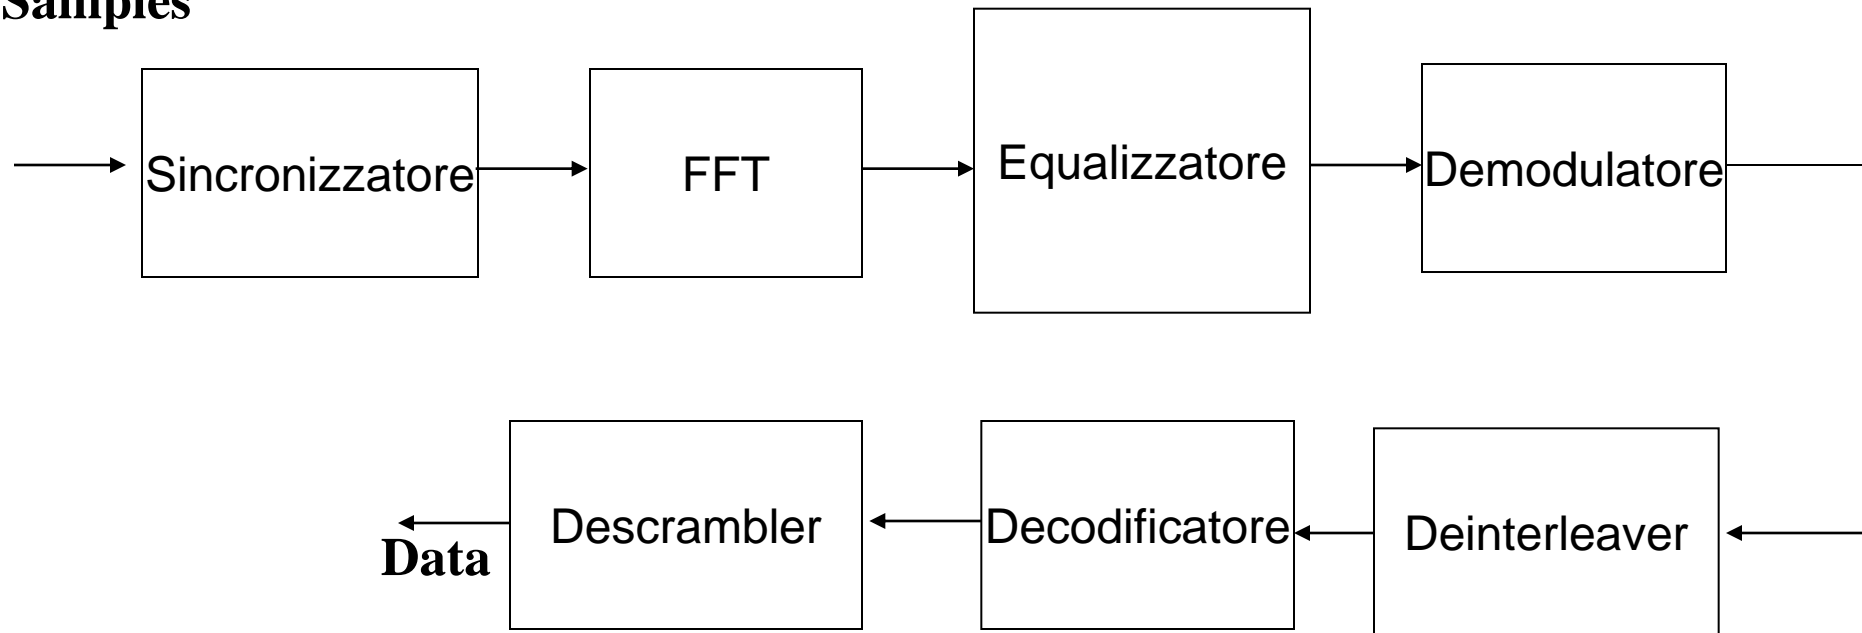 Samples
Sincronizzatore
FFT
Equalizzatore
Demodulatore
Deinterleaver
Decodificatore
Descrambler
Data